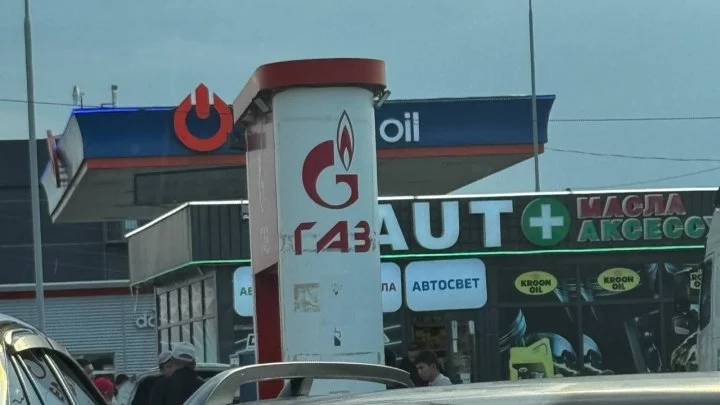 oil
G
ГАЗ
AUT
+
МАСЛА
АКСЕСС
АВТОСВЕТ
KROON
OIL
KROON
OIL